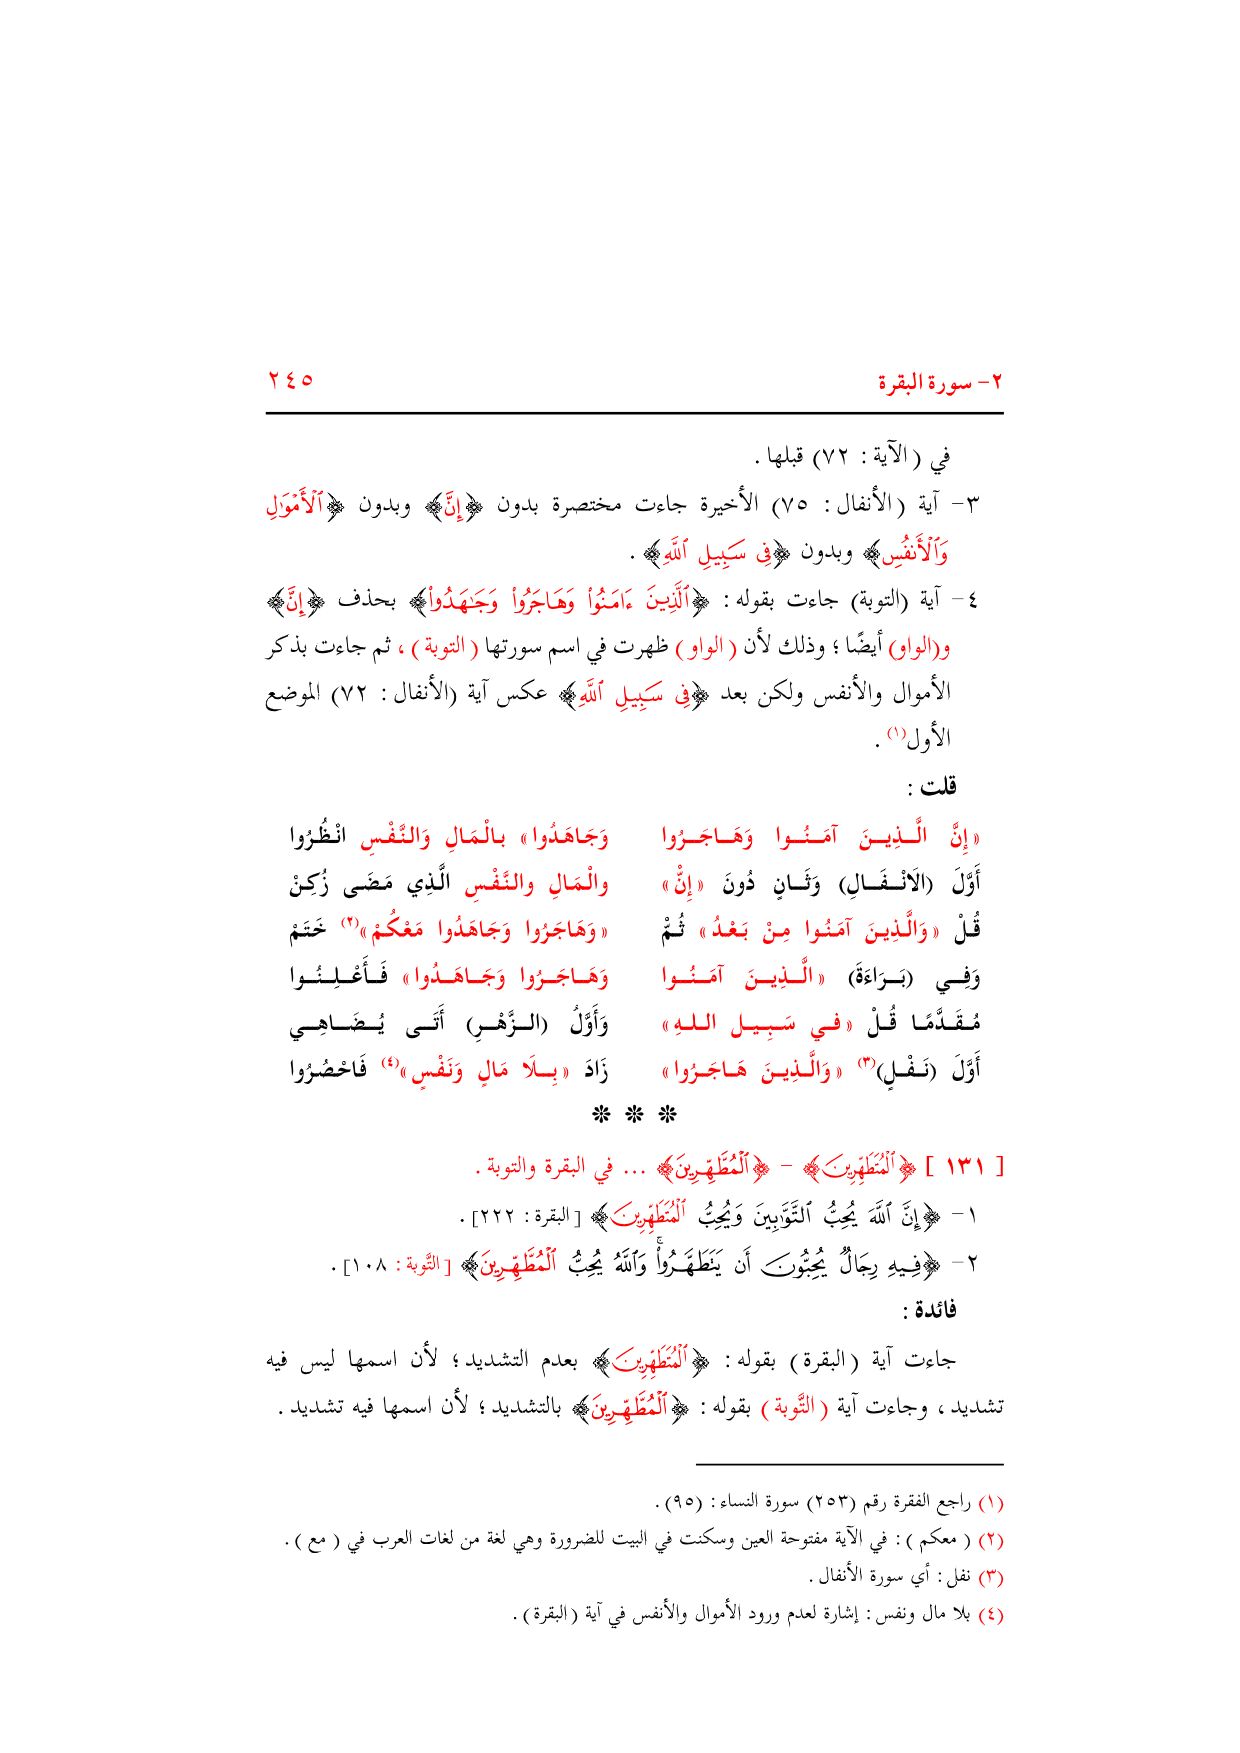 ٢- سورة البقرة ٢٤٥
في ( الآية : ٧٢) قبلها .
٣- آية ( الأنفال : ٧٥) الأخيرة جاءت مختصرة بدون ﴿إِنَّ﴾ وبدون ﴿ٱلْأَمْوَٰلِ
وَٱلْأَنفُسِ﴾ وبدون ﴿فِى سَبِيلِ ٱللَّهِ﴾ .
٤- آية (التوبة) جاءت بقوله : ﴿ٱلَّذِينَ ءَامَنُوا۟ وَهَاجَرُوا۟ وَجَٰهَدُوا۟﴾ بحذف ﴿إِنَّ﴾
و(الواو) أيضًا ؛ وذلك لأن ( الواو ) ظهرت في اسم سورتها ( التوبة ) ، ثم جاءت بذكر
الأموال والأنفس ولكن بعد ﴿فِى سَبِيلِ ٱللَّهِ﴾ عكس آية (الأنفال : ٧٢) الموضع
الأول(١) .
قلت :
« إِنَّ الَّـذِيـنَ آمَـنُـوا وَهَـاجَـرُوا وَجَاهَدُوا » بالْمَالِ وَالنَّفْسِ انْظُرُوا
أَوَّلَ (الَانْـفَـالِ) وَثَـانٍ دُونَ « إِنَّ » والْمَالِ والنَّفْسِ الَّذِي مَضَى زُكِنْ
قُلْ « وَالَّذِينَ آمَنُوا مِنْ بَعْدُ » ثُمَّ « وَهَاجَرُوا وَجَاهَدُوا مَعْكُمْ »(٢) خَتَمْ
وَفِـي (بَـرَاءَةَ) « الَّـذِيـنَ آمَـنُـوا وَهَـاجَـرُوا وَجَـاهَـدُوا » فَـأَعْـلِـنُـوا
مُـقَـدَّمًـا قُـلْ « فـي سَـبِـيـلِ الـلـهِ » وَأَوَّلُ (الـزَّهْـرِ) أَتَـى يُـضَـاهِـي
أَوَّلَ (نَـفْـلٍ)(٣) « وَالَّـذِيـنَ هَـاجَـرُوا » زَادَ « بِـلَا مَالٍ وَنَفْسٍ »(٤) فَاحْصُرُوا
* * *
[ ١٣١ ] ﴿ٱلْمُتَطَهِّرِينَ﴾ – ﴿ٱلْمُطَّهِّرِينَ﴾ ... في البقرة والتوبة .
١- ﴿إِنَّ ٱللَّهَ يُحِبُّ ٱلتَّوَّٰبِينَ وَيُحِبُّ ٱلْمُتَطَهِّرِينَ﴾ [البقرة : ٢٢٢] .
٢- ﴿فِيهِ رِجَالٌ يُحِبُّونَ أَن يَتَطَهَّرُوا۟ۚ وَٱللَّهُ يُحِبُّ ٱلْمُطَّهِّرِينَ﴾ [التَّوبة : ١٠٨] .
فائدة :
جاءت آية ( البقرة ) بقوله : ﴿ٱلْمُتَطَهِّرِينَ﴾ بعدم التشديد ؛ لأن اسمها ليس فيه
تشديد ، وجاءت آية ( التَّوبة ) بقوله : ﴿ٱلْمُطَّهِّرِينَ﴾ بالتشديد ؛ لأن اسمها فيه تشديد .
(١) راجع الفقرة رقم (٢٥٣) سورة النساء : (٩٥) .
(٢) ( معكم ) : في الآية مفتوحة العين وسكنت في البيت للضرورة وهي لغة من لغات العرب في ( مع ) .
(٣) نفل : أي سورة الأنفال .
(٤) بلا مال ونفس : إشارة لعدم ورود الأموال والأنفس في آية ( البقرة) .